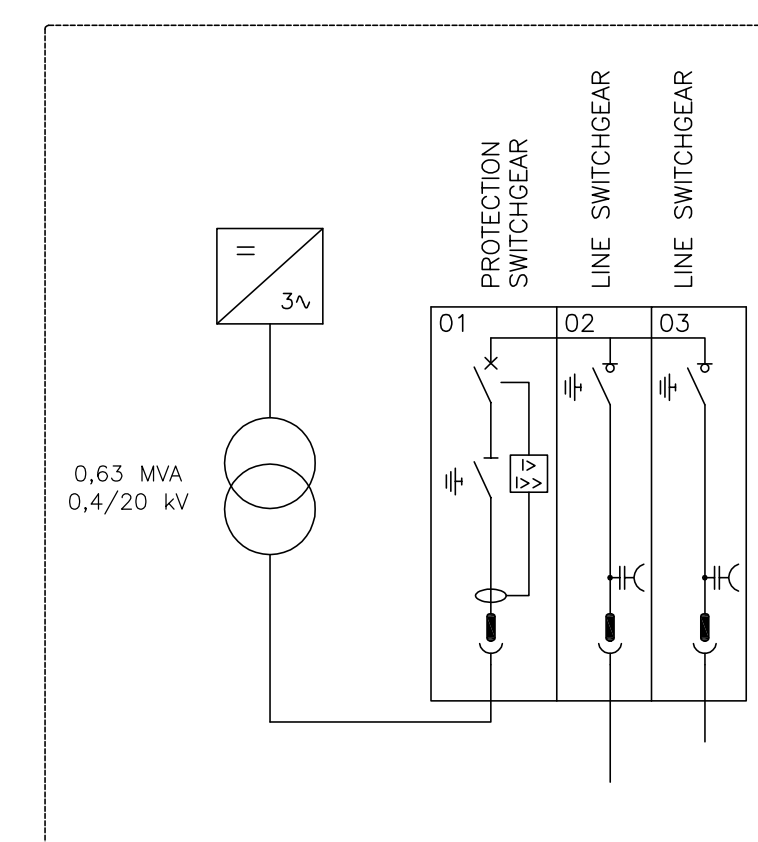 PROTECTION
SWITCHGEAR
LINE SWITCHGEAR
LINE SWITCHGEAR
=
3∿
01
02
03
I>
I>>
0,63 MVA
0,4/20 kV